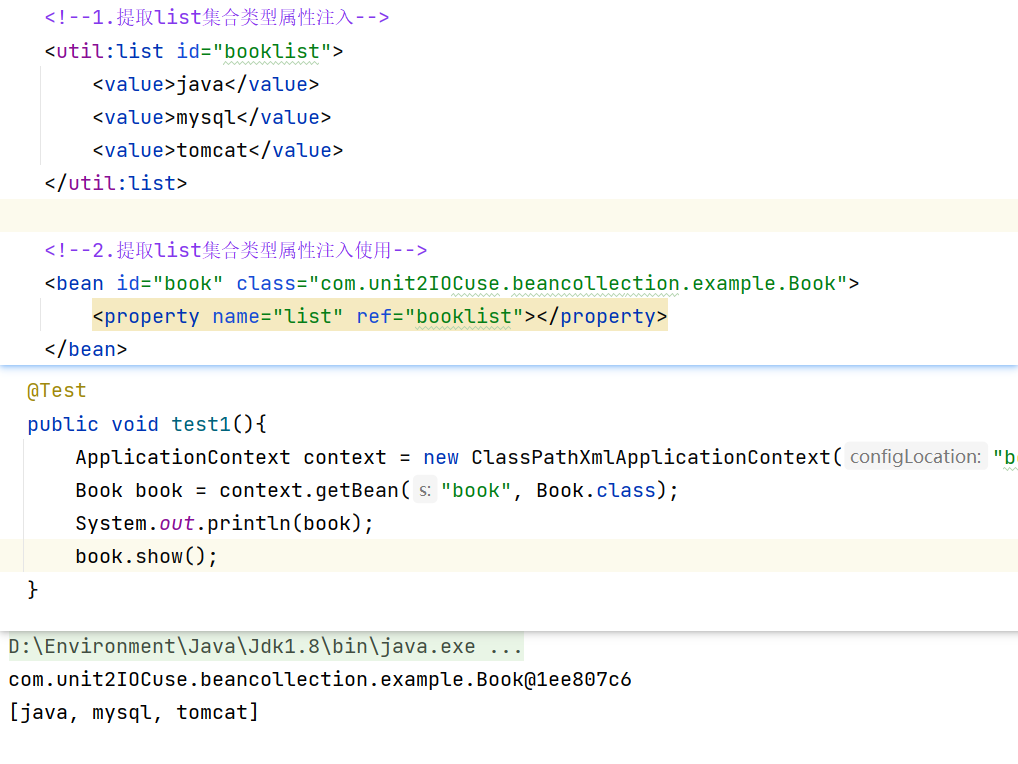 <!--1.提取list集合类型属性注入-->
<util:list id="booklist">
    <value>java</value>
    <value>mysql</value>
    <value>tomcat</value>
</util:list>

<!--2.提取list集合类型属性注入使用-->
<bean id="book" class="com.unit2IOCuse.beancollection.example.Book">
    <property name="list" ref="booklist"></property>
</bean>
@Test
public void test1(){
    ApplicationContext context = new ClassPathXmlApplicationContext( configLocation: "b
    Book book = context.getBean( s: "book", Book.class);
    System.out.println(book);
    book.show();
}
D:\Environment\Java\Jdk1.8\bin\java.exe ...
com.unit2IOCuse.beancollection.example.Book@1ee807c6
[java, mysql, tomcat]